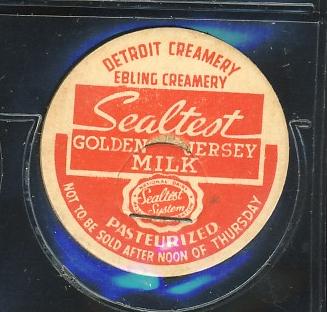 DETROIT CREAMERY
EBLING CREAMERY
Sealtest
GOLDEN JERSEY
MILK
Sealtest
System
PASTEURIZED
NOT TO BE SOLD AFTER NOON OF THURSDAY